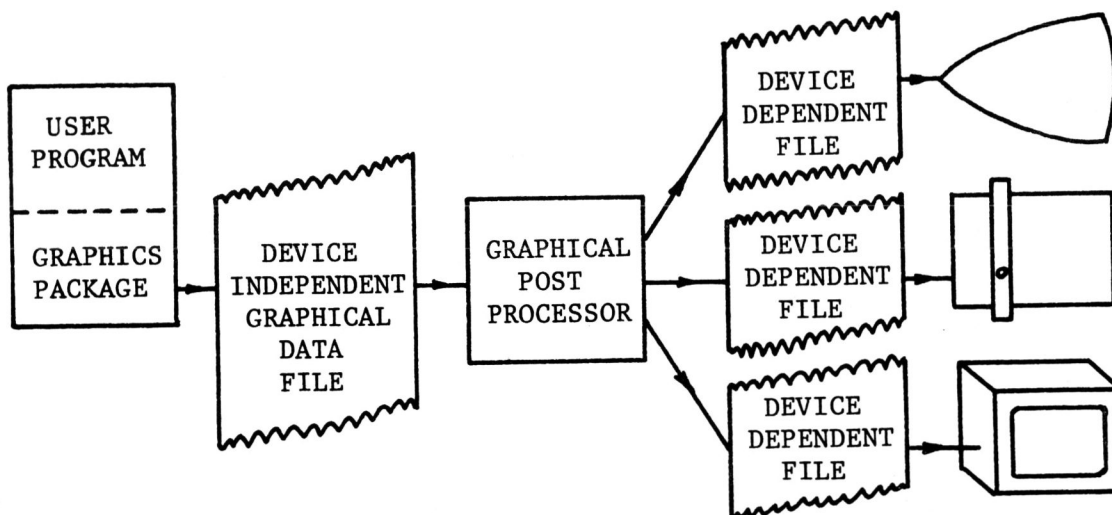 USER
PROGRAM
GRAPHICS
PACKAGE
DEVICE
INDEPENDENT
GRAPHICAL
DATA
FILE
GRAPHICAL
POST
PROCESSOR
DEVICE
DEPENDENT
FILE
DEVICE
DEPENDENT
FILE
DEVICE
DEPENDENT
FILE